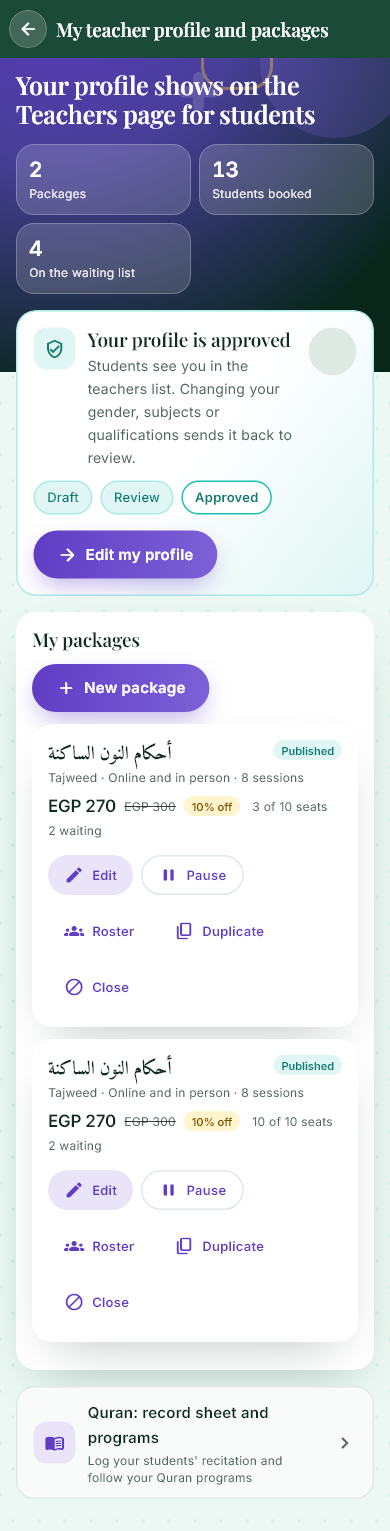 My teacher profile and packages
Your profile shows on the
Teachers page for students
2
Packages
13
Students booked
4
On the waiting list
Your profile is approved
Students see you in the
teachers list. Changing your
gender, subjects or
qualifications sends it back to
review.
Draft
Review
Approved
Edit my profile
My packages
New package
أحكام النون الساكنة
Published
Tajweed · Online and in person · 8 sessions
EGP 270 EGP 300 10% off 3 of 10 seats
2 waiting
Edit
Pause
Roster
Duplicate
Close
أحكام النون الساكنة
Published
Tajweed · Online and in person · 8 sessions
EGP 270 EGP 300 10% off 10 of 10 seats
2 waiting
Edit
Pause
Roster
Duplicate
Close
Quran: record sheet and
programs
Log your students' recitation and
follow your Quran programs